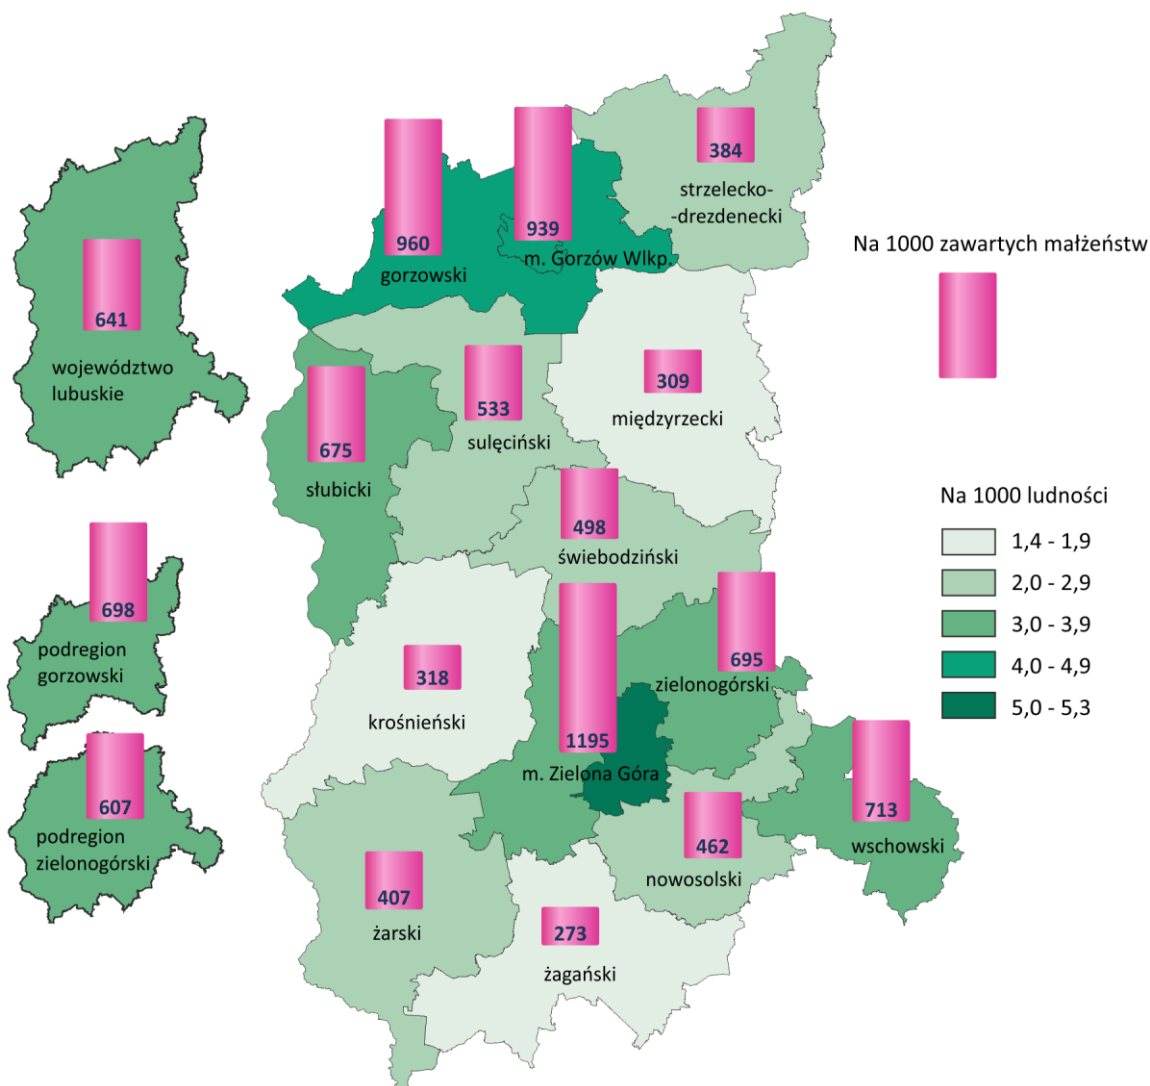 384
strzelecko-
-drezdenecki
960
gorzowski
939
m. Gorzów Wlkp.
641
województwo
lubuskie
309
międzyrzecki
533
sulęciński
675
słubicki
498
świebodziński
698
podregion
gorzowski
318
krośnieński
695
zielonogórski
1195
m. Zielona Góra
607
podregion
zielonogórski
713
wschowski
462
nowosolski
407
żarski
273
żagański
Na 1000 zawartych małżeństw
Na 1000 ludności
1,4 - 1,9
2,0 - 2,9
3,0 - 3,9
4,0 - 4,9
5,0 - 5,3